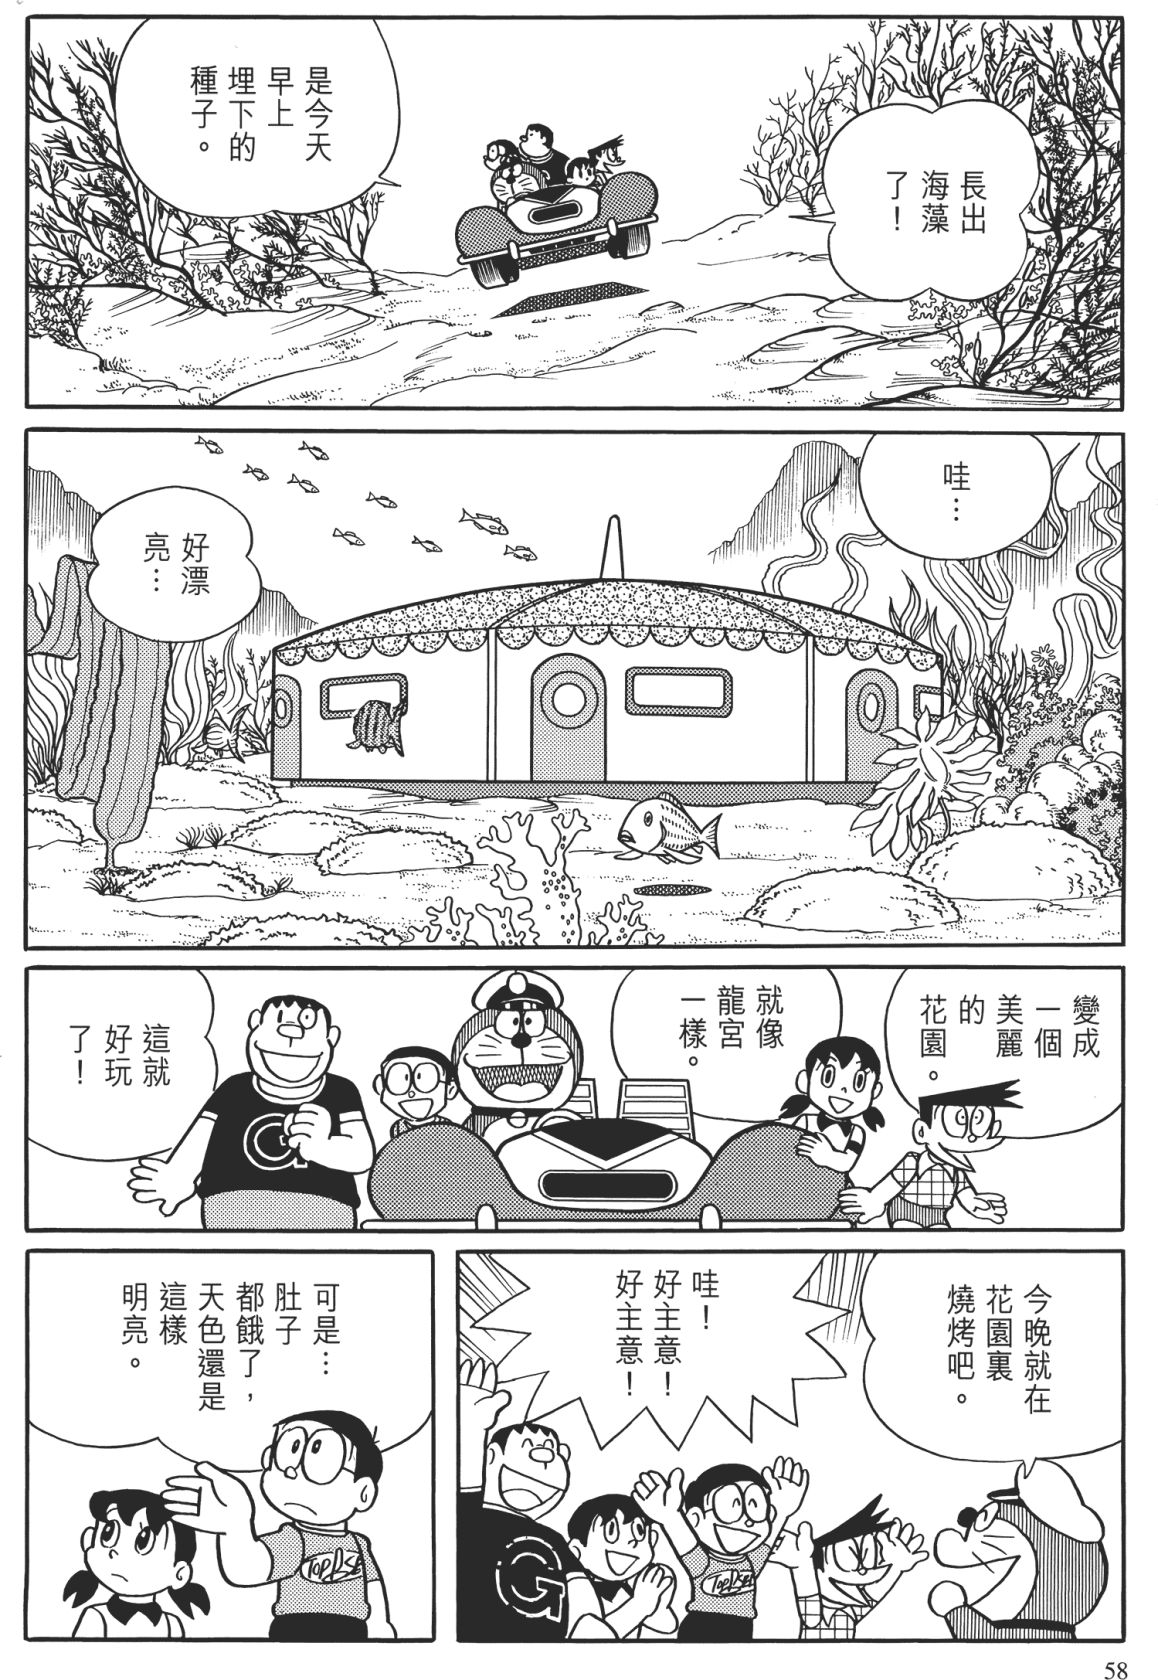 長出
海藻
了！
是今天
早上
埋下的
種子。
哇…
好漂
亮…
變成
一個
美麗
的
花園。
就像
龍宮
一樣。
這就
好玩
了！
G
今晚就在
花園裏
燒烤吧。
哇！
好主意！
好主意！
G
TOPBSE
可是…
肚子
都餓了，
天色還是
這樣
明亮。
TOPBSE
58